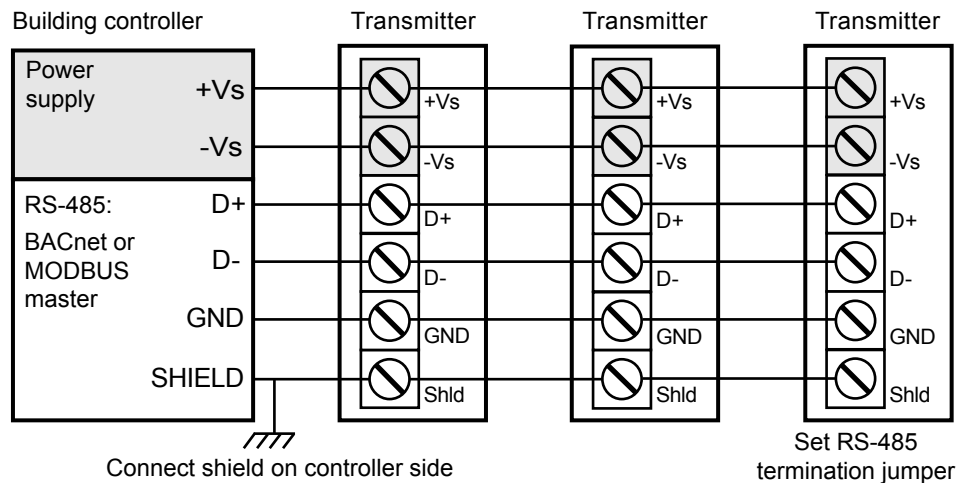 Building controller
Transmitter
Transmitter
Transmitter
Power
supply
+Vs
-Vs
RS-485:
BACnet or
MODBUS
master
D+
D-
GND
SHIELD
+Vs
-Vs
D+
D-
GND
Shld
+Vs
-Vs
D+
D-
GND
Shld
+Vs
-Vs
D+
D-
GND
Shld
Connect shield on controller side
Set RS-485
termination jumper